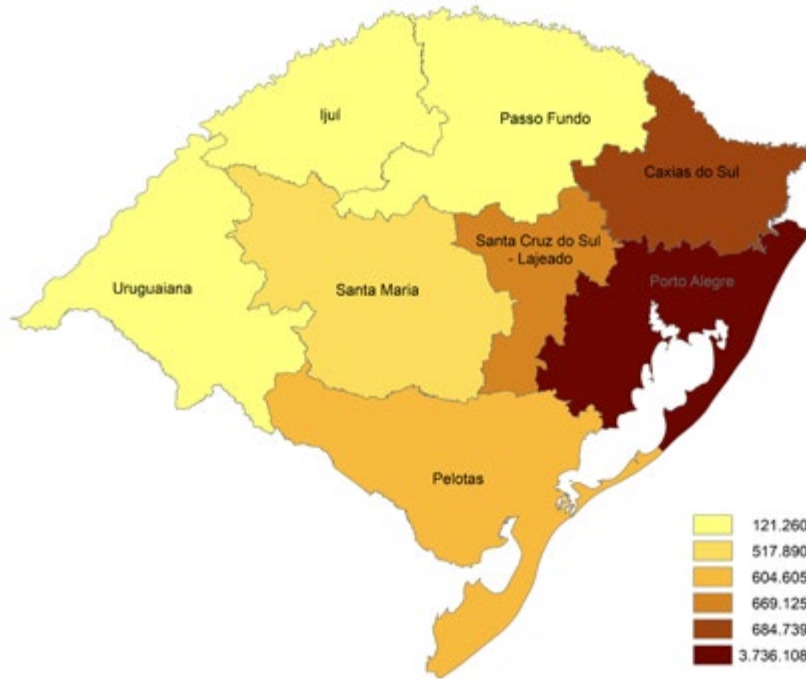 Ijuí
Passo Fundo
Caxias do Sul
Santa Cruz do Sul
- Lajeado
Porto Alegre
Uruguaiana
Santa Maria
Pelotas
121.260
517.890
604.605
669.125
684.739
3.736.108